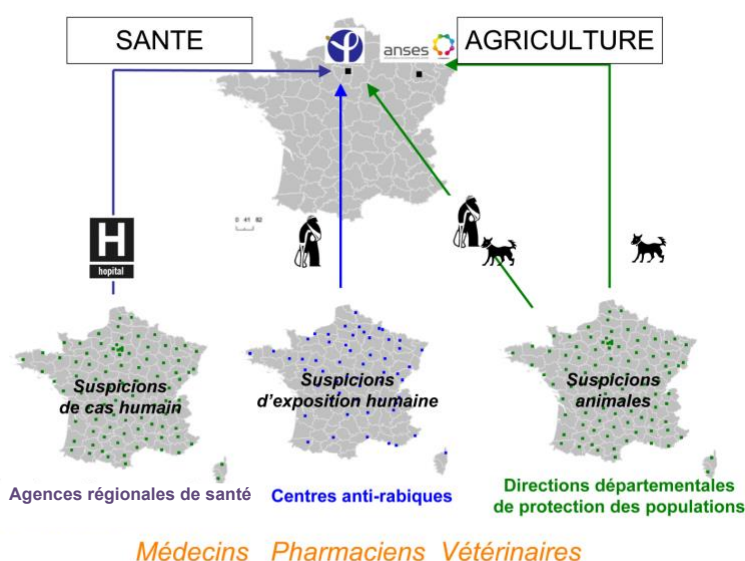 SANTE
anses
AGRICULTURE
0 41 82
H
hopital
Suspicions
de cas humain
Suspicions
d'exposition humaine
Suspicions
animales
Agences régionales de santé
Centres anti-rabiques
Directions départementales
de protection des populations
Médecins Pharmaciens Vétérinaires